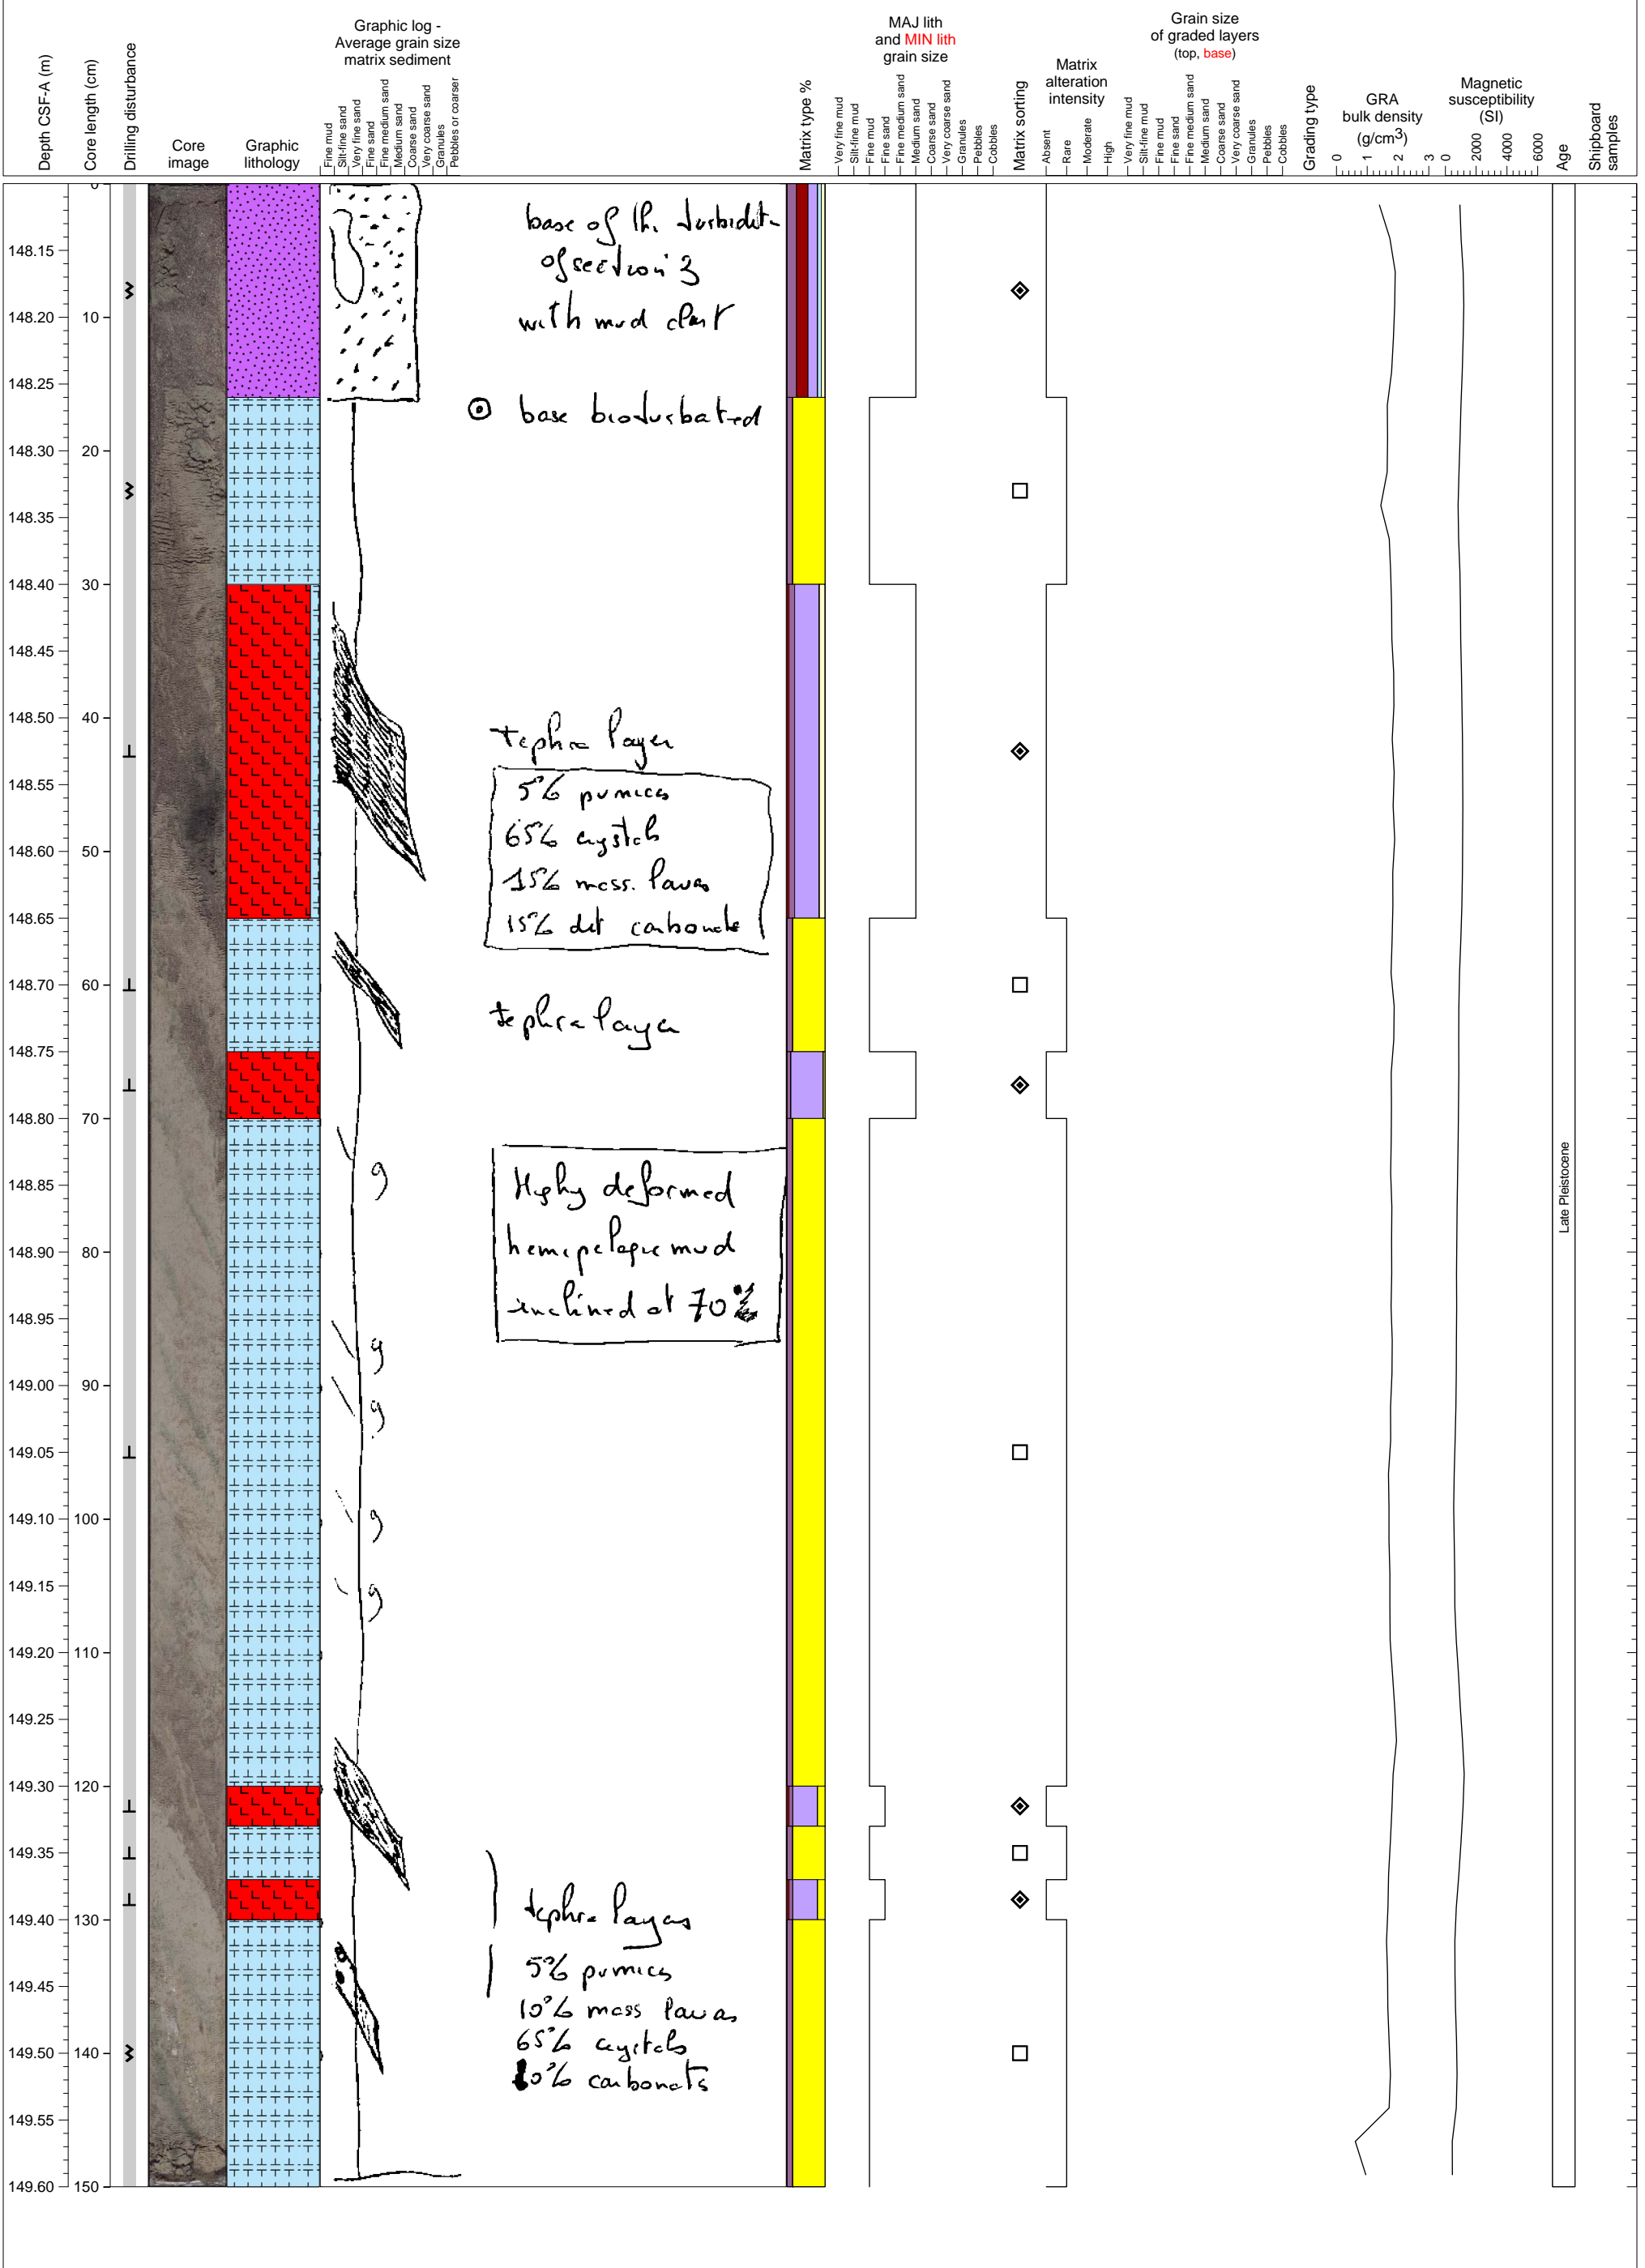 Depth CSF-A (m)
Core length (cm)
Drilling disturbance
Core
image
Graphic
lithology
Graphic log -
Average grain size
matrix sediment
Fine mud
Silt-fine sand
Very fine sand
Fine sand
Fine medium sand
Medium sand
Coarse sand
Very coarse sand
Granules
Pebbles or coarser
Matrix type %
MAJ lith
and MIN lith
grain size
Very fine mud
Silt-fine mud
Fine mud
Fine sand
Fine medium sand
Medium sand
Coarse sand
Very coarse sand
Granules
Pebbles
Cobbles
Matrix sorting
Matrix
alteration
intensity
Absent
Rare
Moderate
High
Grain size
of graded layers
(top, base)
Very fine mud
Silt-fine mud
Fine mud
Fine sand
Fine medium sand
Medium sand
Coarse sand
Very coarse sand
Granules
Pebbles
Cobbles
Grading type
GRA
bulk density
(g/cm3)
0 1 2 3
Magnetic
susceptibility
(SI)
0 2000 4000 6000
Age
Shipboard
samples
0
148.15
148.20 10
148.25
148.30 20
148.35
148.40 30
148.45
148.50 40
148.55
148.60 50
148.65
148.70 60
148.75
148.80 70
148.85
148.90 80
148.95
149.00 90
149.05
149.10 100
149.15
149.20 110
149.25
149.30 120
149.35
149.40 130
149.45
149.50 140
149.55
149.60 150
base of th. turbidit
of section 3
with mud clast
base bioturbated
tephra layer
5% pumices
65% crystals
15% mass. lavas
15% det carbonate
tephra layer
Highy deformed
hemipelagic mud
inclined at 70%
tephra layers
5% pumices
10% mass lavas
65% crystals
10% carbonats
Late Pleistocene